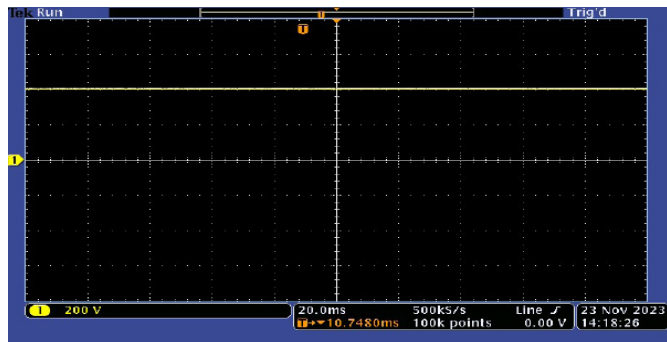 Tek Run Trig'd
T
T
1
1 200 V 20.0ms 500kS/s Line 23 Nov 2023
T→▼10.7480ms 100k points 0.00 V 14:18:26